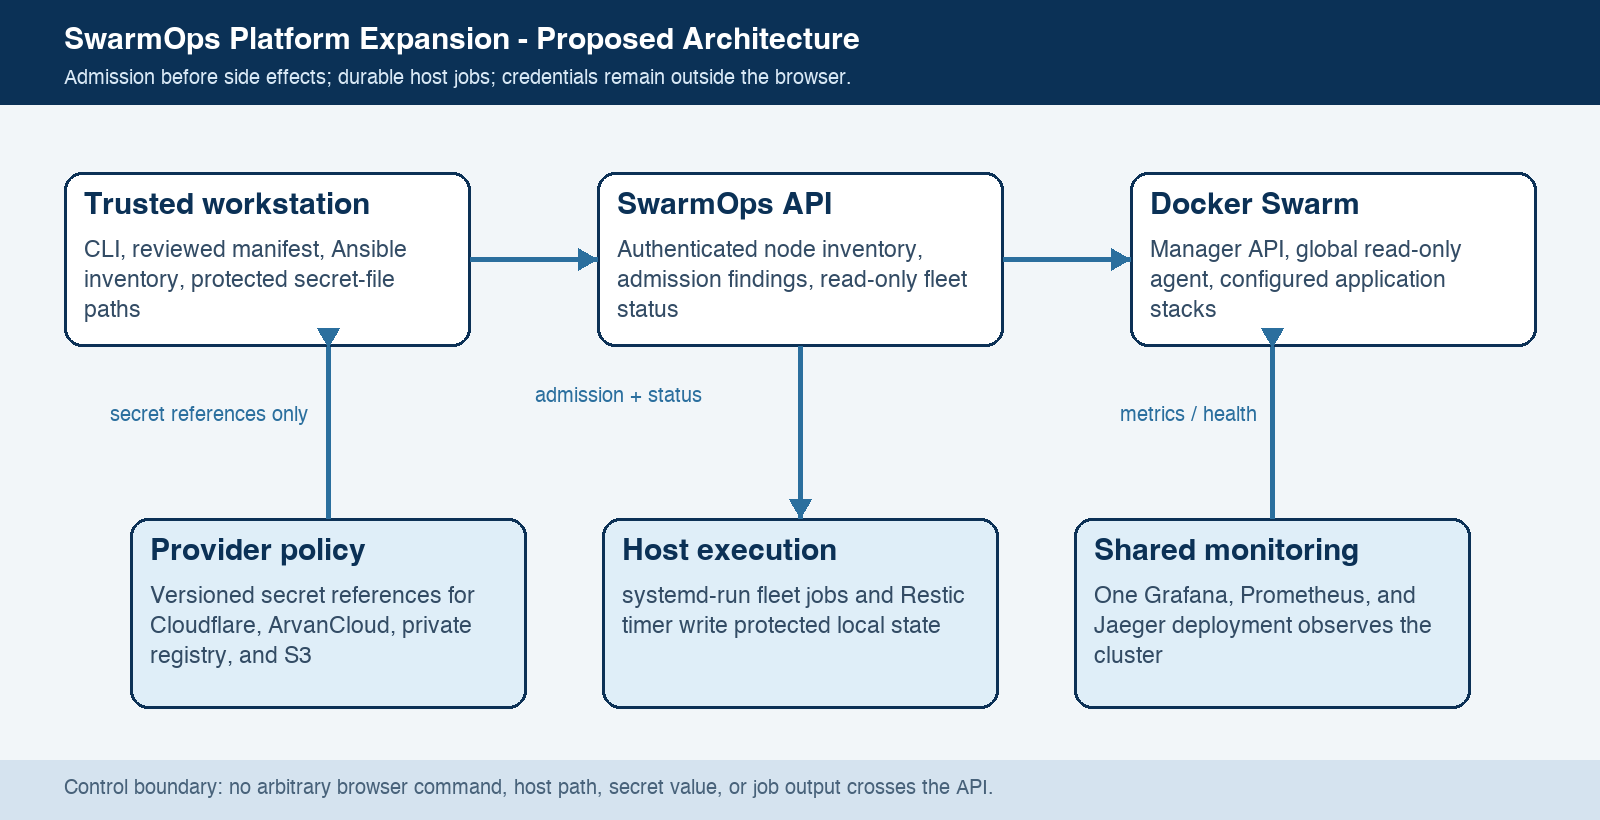 SwarmOps Platform Expansion - Proposed Architecture
Admission before side effects; durable host jobs; credentials remain outside the browser.
Trusted workstation
CLI, reviewed manifest, Ansible
inventory, protected secret-file
paths
SwarmOps API
Authenticated node inventory,
admission findings, read-only fleet
status
Docker Swarm
Manager API, global read-only
agent, configured application
stacks
secret references only
admission + status
metrics / health
Provider policy
Versioned secret references for
Cloudflare, ArvanCloud, private
registry, and S3
Host execution
systemd-run fleet jobs and Restic
timer write protected local state
Shared monitoring
One Grafana, Prometheus, and
Jaeger deployment observes the
cluster
Control boundary: no arbitrary browser command, host path, secret value, or job output crosses the API.